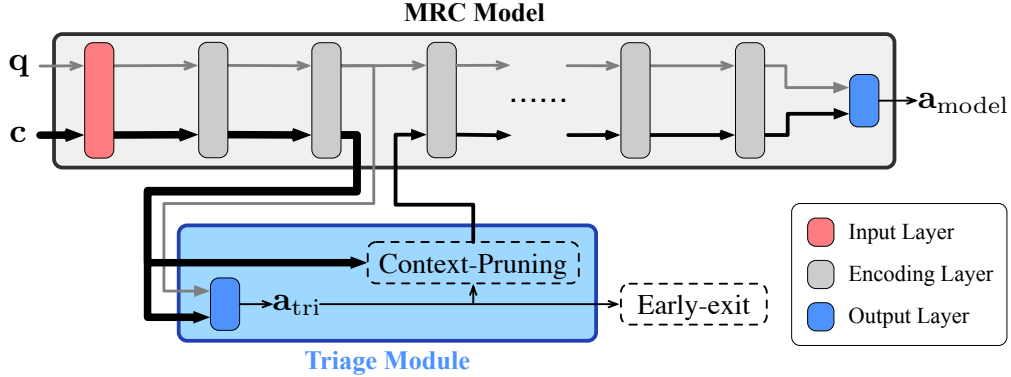 MRC Model
q
c
......
a_model
Context-Pruning
a_tri
Early-exit
Triage Module
Input Layer
Encoding Layer
Output Layer